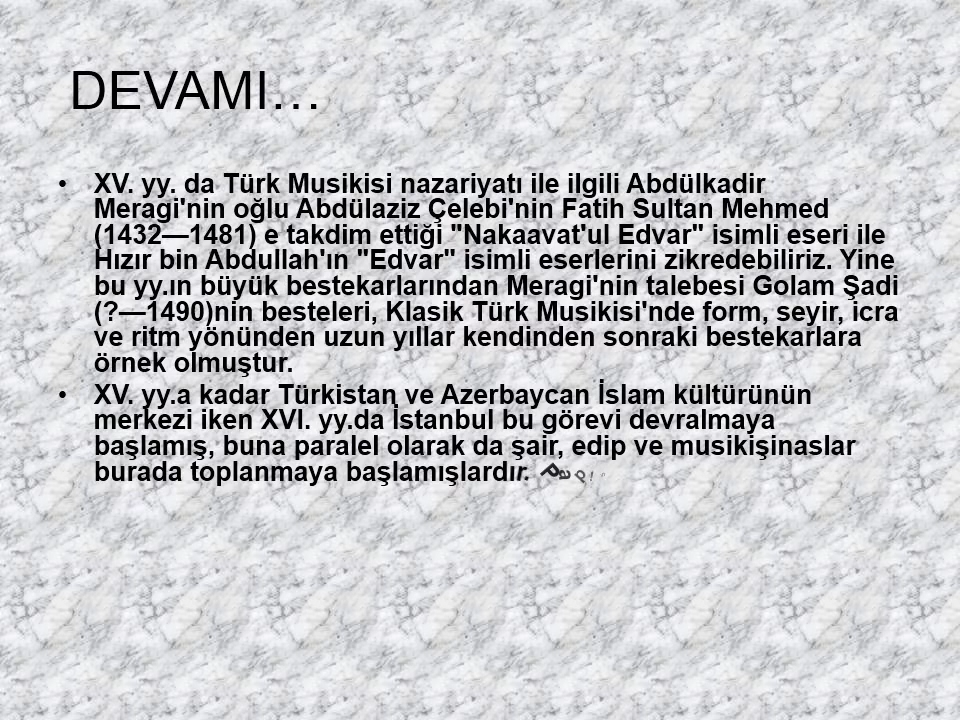 DEVAMI…
• XV. yy. da Türk Musikisi nazariyatı ile ilgili Abdülkadir
Meragi'nin oğlu Abdülaziz Çelebi'nin Fatih Sultan Mehmed
(1432—1481) e takdim ettiği "Nakaavat'ul Edvar" isimli eseri ile
Hızır bin Abdullah'ın "Edvar" isimli eserlerini zikredebiliriz. Yine
bu yy.ın büyük bestekarlarından Meragi'nin talebesi Golam Şadi
(?—1490)nin besteleri, Klasik Türk Musikisi'nde form, seyir, icra
ve ritm yönünden uzun yıllar kendinden sonraki bestekarlara
örnek olmuştur.
• XV. yy.a kadar Türkistan ve Azerbaycan İslam kültürünün
merkezi iken XVI. yy.da İstanbul bu görevi devralmaya
başlamış, buna paralel olarak da şair, edip ve musikişinaslar
burada toplanmaya başlamışlardır.